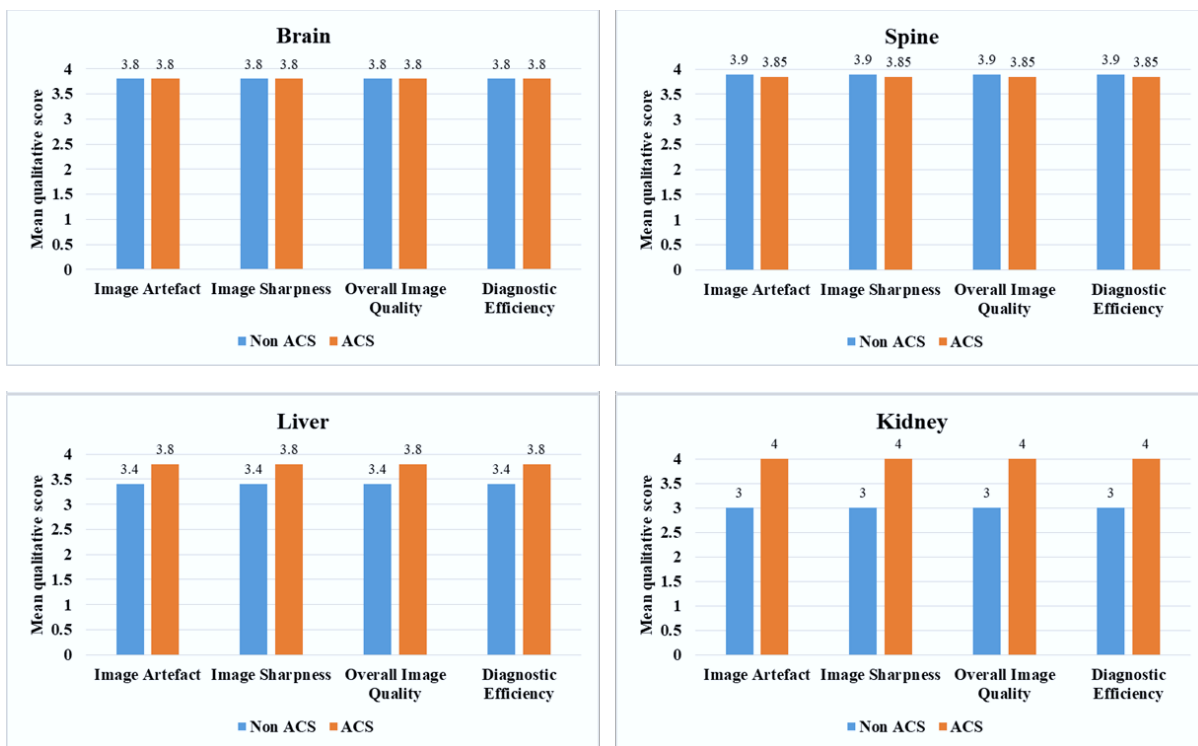 Brain
3.8 3.8 3.8 3.8 3.8 3.8 3.8 3.8
4
3.5
3
2.5
2
1.5
1
0.5
0
Mean qualitative score
Image Artefact Image Sharpness Overall Image Quality Diagnostic Efficiency
Non ACS ACS
Spine
3.9 3.85 3.9 3.85 3.9 3.85 3.9 3.85
4
3.5
3
2.5
2
1.5
1
0.5
0
Mean qualitative score
Image Artefact Image Sharpness Overall Image Quality Diagnostic Efficiency
Non ACS ACS
Liver
3.4 3.8 3.4 3.8 3.4 3.8 3.4 3.8
4
3.5
3
2.5
2
1.5
1
0.5
0
Mean qualitative score
Image Artefact Image Sharpness Overall Image Quality Diagnostic Efficiency
Non ACS ACS
Kidney
3 4 3 4 3 4 3 4
4
3.5
3
2.5
2
1.5
1
0.5
0
Mean qualitative score
Image Artefact Image Sharpness Overall Image Quality Diagnostic Efficiency
Non ACS ACS